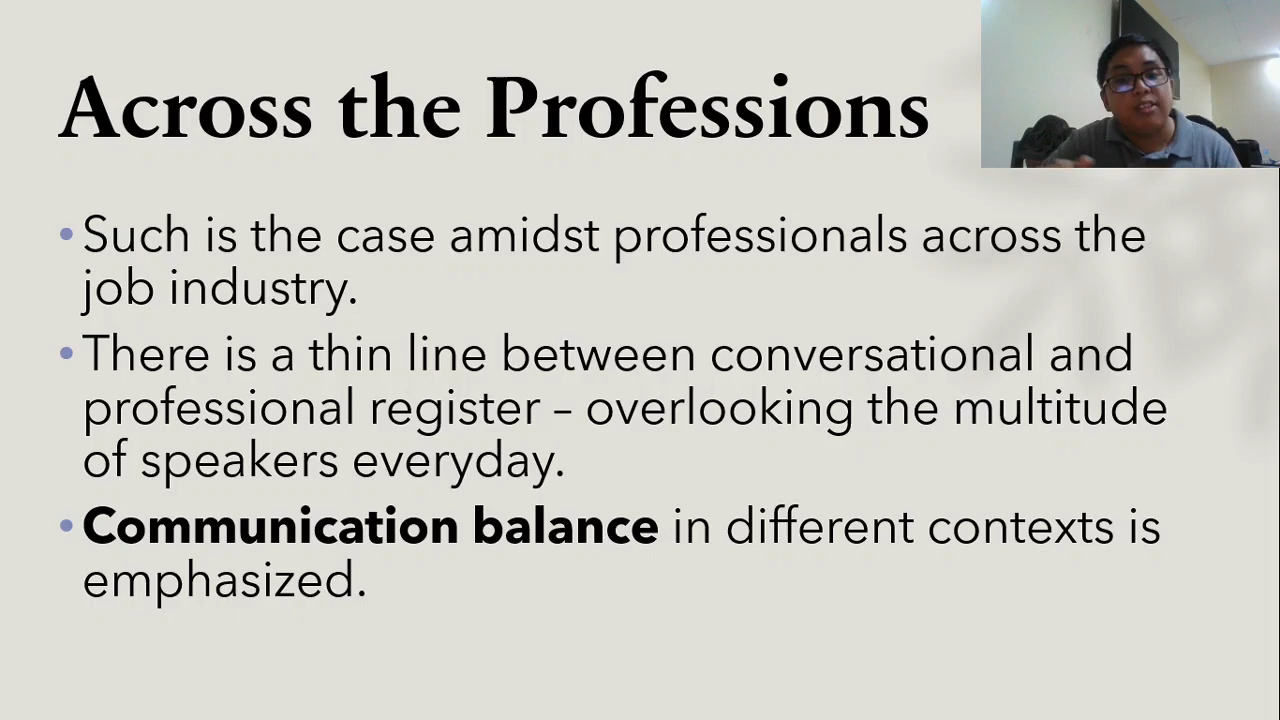 Across the Professions
• Such is the case amidst professionals across the
job industry.
• There is a thin line between conversational and
professional register – overlooking the multitude
of speakers everyday.
• Communication balance in different contexts is
emphasized.